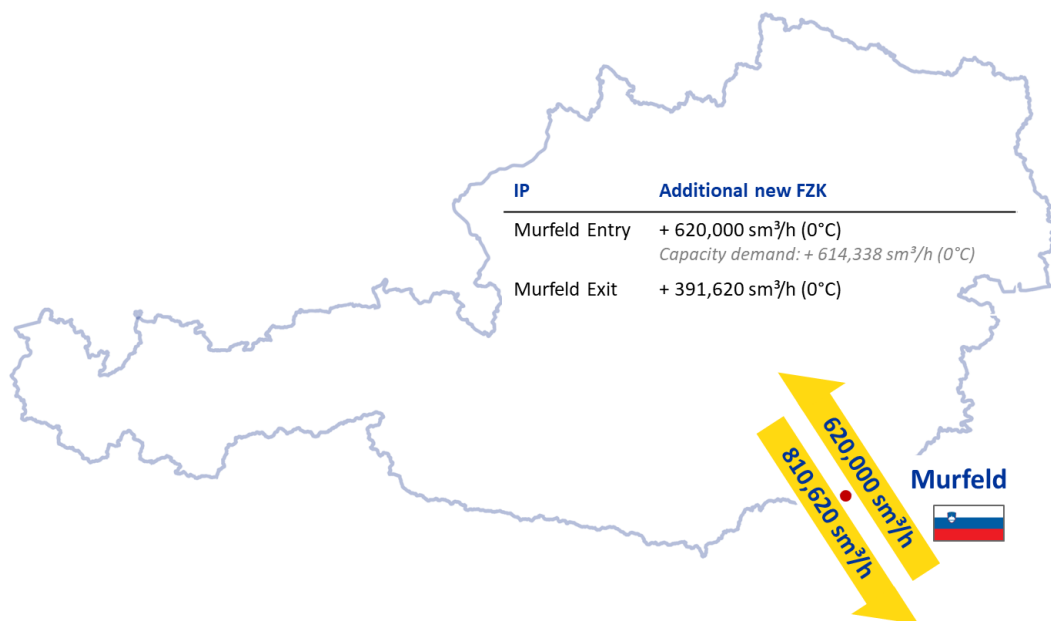 IP Additional new FZK
Murfeld Entry + 620,000 sm³/h (0°C)
Capacity demand: + 614,338 sm³/h (0°C)
Murfeld Exit + 391,620 sm³/h (0°C)
620,000 sm³/h
810,620 sm³/h
Murfeld